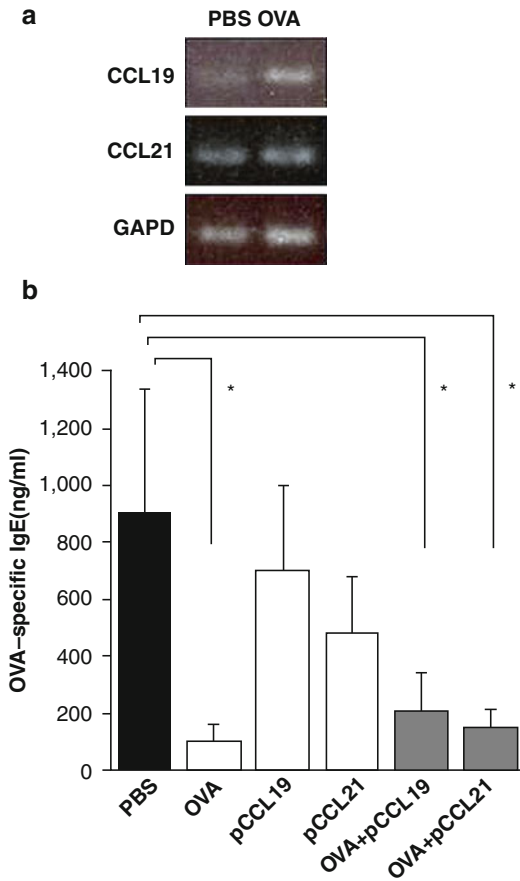 a
PBS OVA
CCL19
CCL21
GAPD
b
OVA–specific IgE(ng/ml)
1,400
1,200
1,000
800
600
400
200
0
*
*
*
PBS
OVA
pCCL19
pCCL21
OVA+pCCL19
OVA+pCCL21